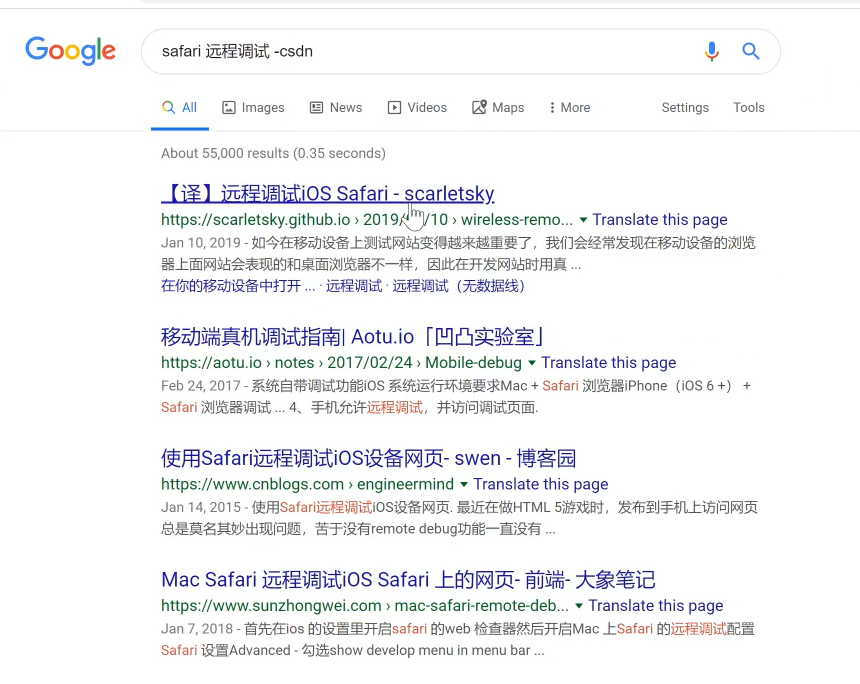 Google
safari 远程调试 -csdn
All Images News Videos Maps More Settings Tools
About 55,000 results (0.35 seconds)
【译】远程调试iOS Safari - scarletsky
https://scarletsky.github.io › 2019/ /10 › wireless-remo... ▼ Translate this page
Jan 10, 2019 - 如今在移动设备上测试网站变得越来越重要了，我们会经常发现在移动设备的浏览
器上面网站会表现的和桌面浏览器不一样，因此在开发网站时用真 ...
在你的移动设备中打开 ... · 远程调试 · 远程调试（无数据线）
移动端真机调试指南| Aotu.io「凹凸实验室」
https://aotu.io › notes › 2017/02/24 › Mobile-debug ▼ Translate this page
Feb 24, 2017 - 系统自带调试功能iOS 系统运行环境要求Mac + Safari 浏览器iPhone（iOS 6 +） +
Safari 浏览器调试 ... 4、手机允许远程调试，并访问调试页面.
使用Safari远程调试iOS设备网页- swen - 博客园
https://www.cnblogs.com › engineermind ▼ Translate this page
Jan 14, 2015 - 使用Safari远程调试iOS设备网页. 最近在做HTML 5游戏时，发布到手机上访问网页
总是莫名其妙出现问题，苦于没有remote debug功能一直没有 ...
Mac Safari 远程调试iOS Safari 上的网页- 前端- 大象笔记
https://www.sunzhongwei.com › mac-safari-remote-deb... ▼ Translate this page
Jan 7, 2018 - 首先在ios 的设置里开启safari 的web 检查器然后开启Mac 上Safari 的远程调试配置
Safari 设置Advanced - 勾选show develop menu in menu bar ...